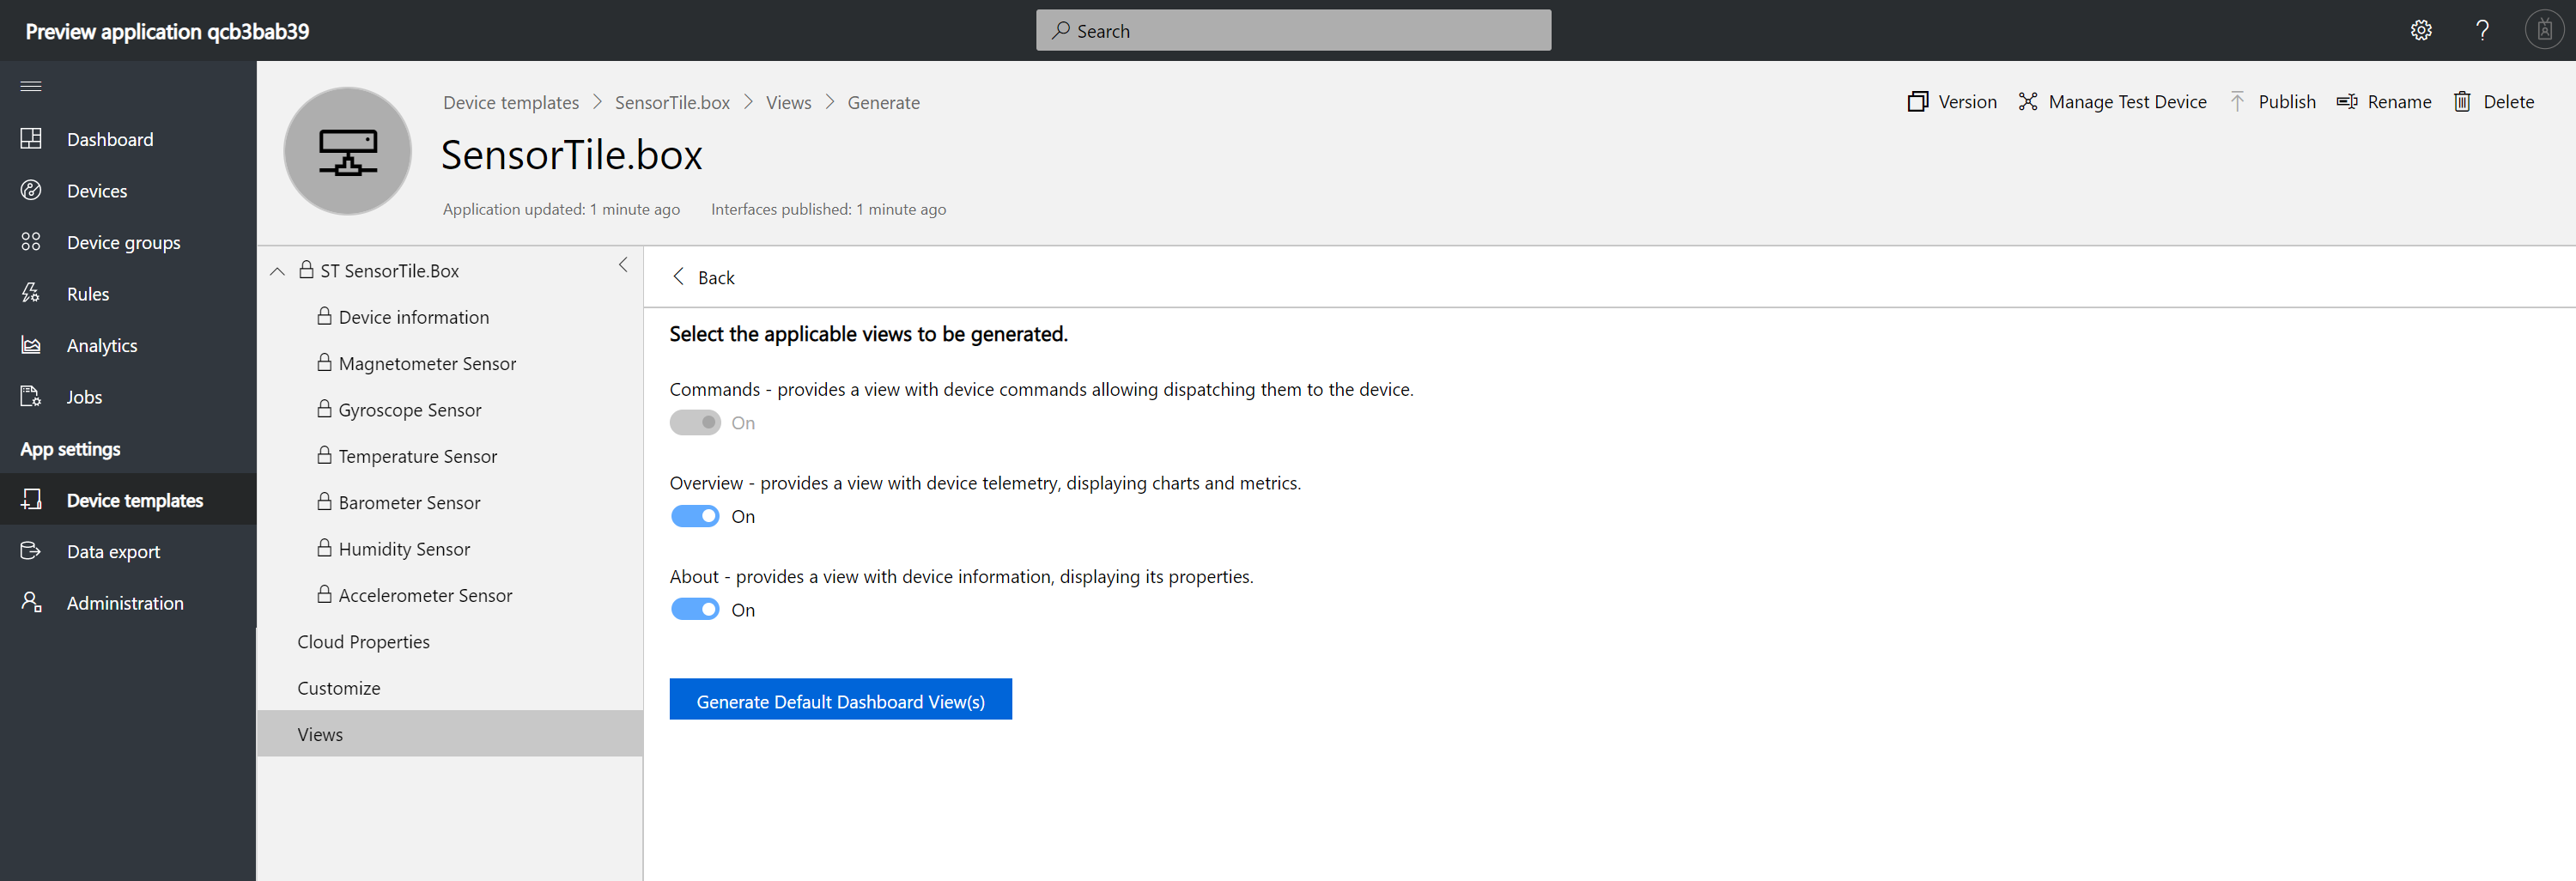 Preview application qcb3bab39
Search
?
Dashboard
Devices
Device groups
Rules
Analytics
Jobs
App settings
Device templates
Data export
Administration
Device templates > SensorTile.box > Views > Generate
SensorTile.box
Application updated: 1 minute ago Interfaces published: 1 minute ago
Version Manage Test Device Publish Rename Delete
ST SensorTile.Box
Device information
Magnetometer Sensor
Gyroscope Sensor
Temperature Sensor
Barometer Sensor
Humidity Sensor
Accelerometer Sensor
Cloud Properties
Customize
Views
Back
Select the applicable views to be generated.
Commands - provides a view with device commands allowing dispatching them to the device.
On
Overview - provides a view with device telemetry, displaying charts and metrics.
On
About - provides a view with device information, displaying its properties.
On
Generate Default Dashboard View(s)